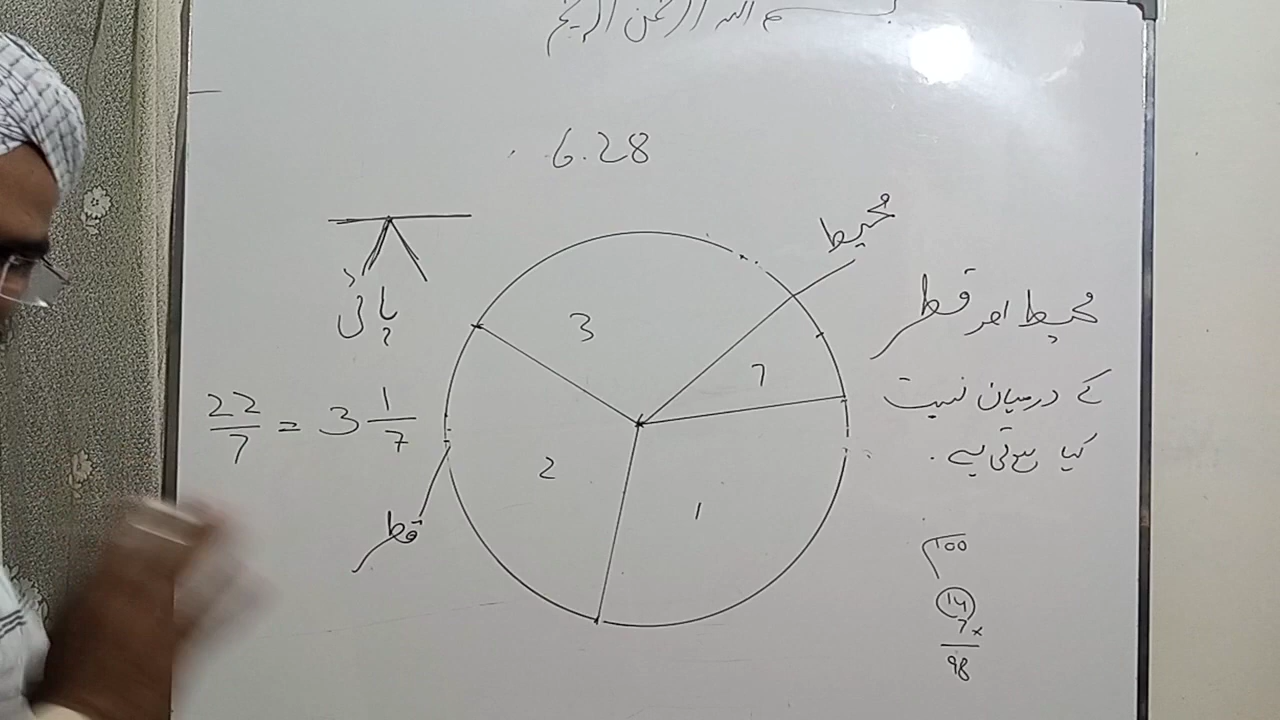 بسم الله الرحمن الرحیم
6.28
محیط
محیط اور قطر
کے درمیان نسبت
کیا ہوتی ہے.
پائی
22/7 = 3 1/7
3
7
2
1
قطر
100
14
7×
98